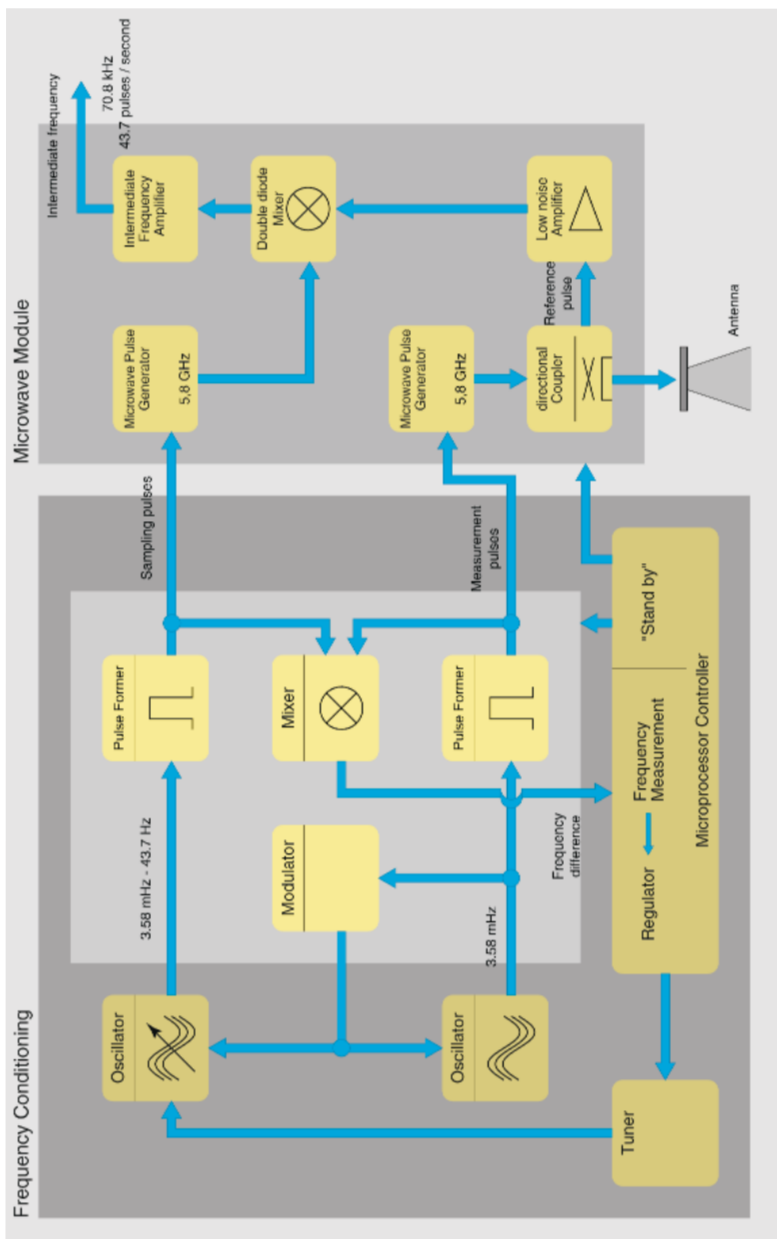 Frequency Conditioning
Microwave Module
Oscillator
3.58 mHz - 43.7 Hz
Pulse Former
Sampling pulses
Microwave Pulse
Generator
5,8 GHz
Intermediate
Frequency
Amplifier
Intermediate frequency
70.8 kHz
43.7 pulses / second
Modulator
Mixer
Double diode
Mixer
Oscillator
3.58 mHz
Pulse Former
Measurement
pulses
Microwave Pulse
Generator
5,8 GHz
Frequency
difference
directional
Coupler
Reference
pulse
Low noise
Amplifier
Tuner
Regulator
Frequency
Measurement
"Stand by"
Microprocessor Controller
Antenna